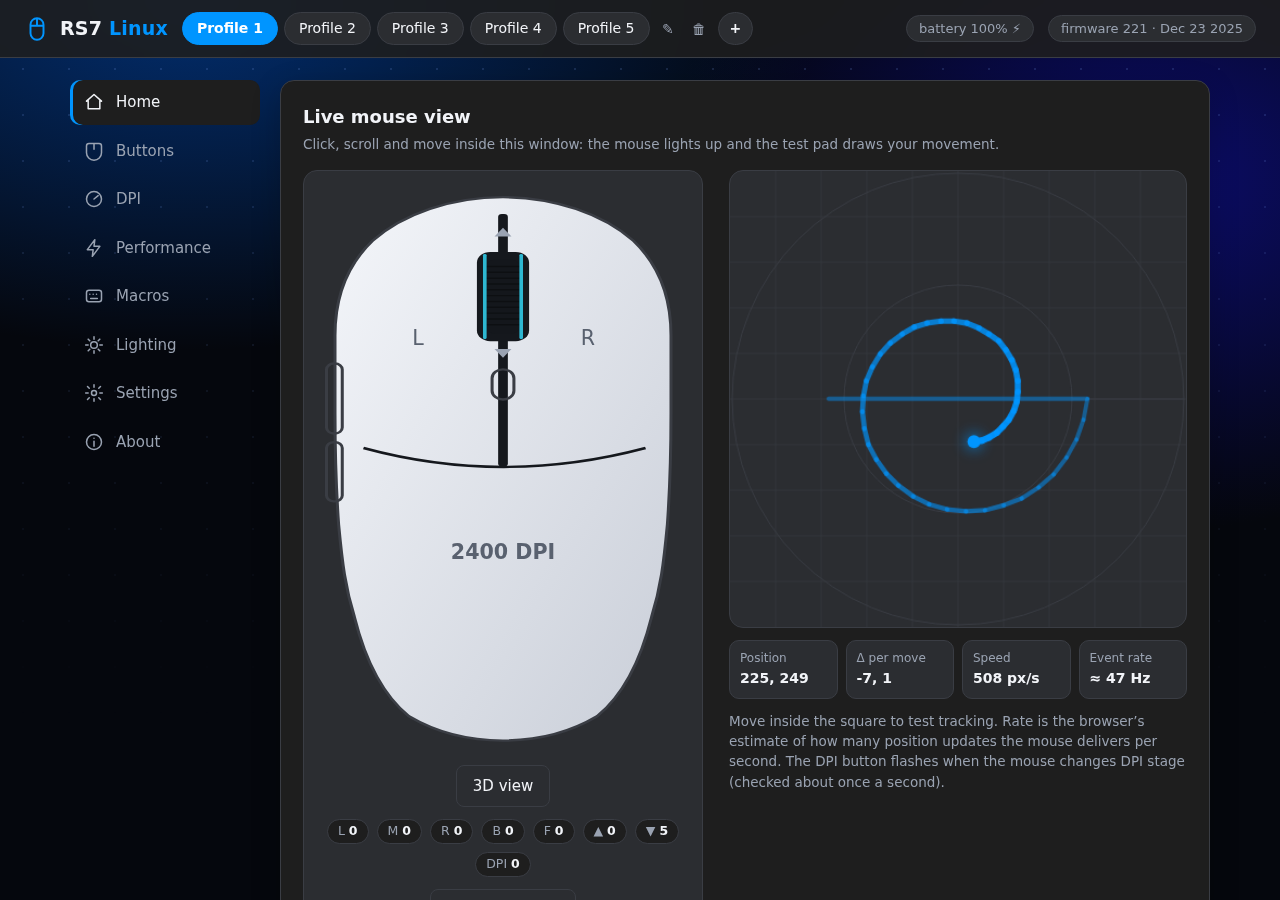 RS7 Linux
Profile 1
Profile 2
Profile 3
Profile 4
Profile 5
+
battery 100% ⚡
firmware 221 · Dec 23 2025
Home
Buttons
DPI
Performance
Macros
Lighting
Settings
About
Live mouse view
Click, scroll and move inside this window: the mouse lights up and the test pad draws your movement.
L
R
2400 DPI
3D view
L 0
M 0
R 0
B 0
F 0
▲ 0
▼ 5
DPI 0
Position
225, 249
Δ per move
-7, 1
Speed
508 px/s
Event rate
≈ 47 Hz
Move inside the square to test tracking. Rate is the browser’s
estimate of how many position updates the mouse delivers per
second. The DPI button flashes when the mouse changes DPI stage
(checked about once a second).